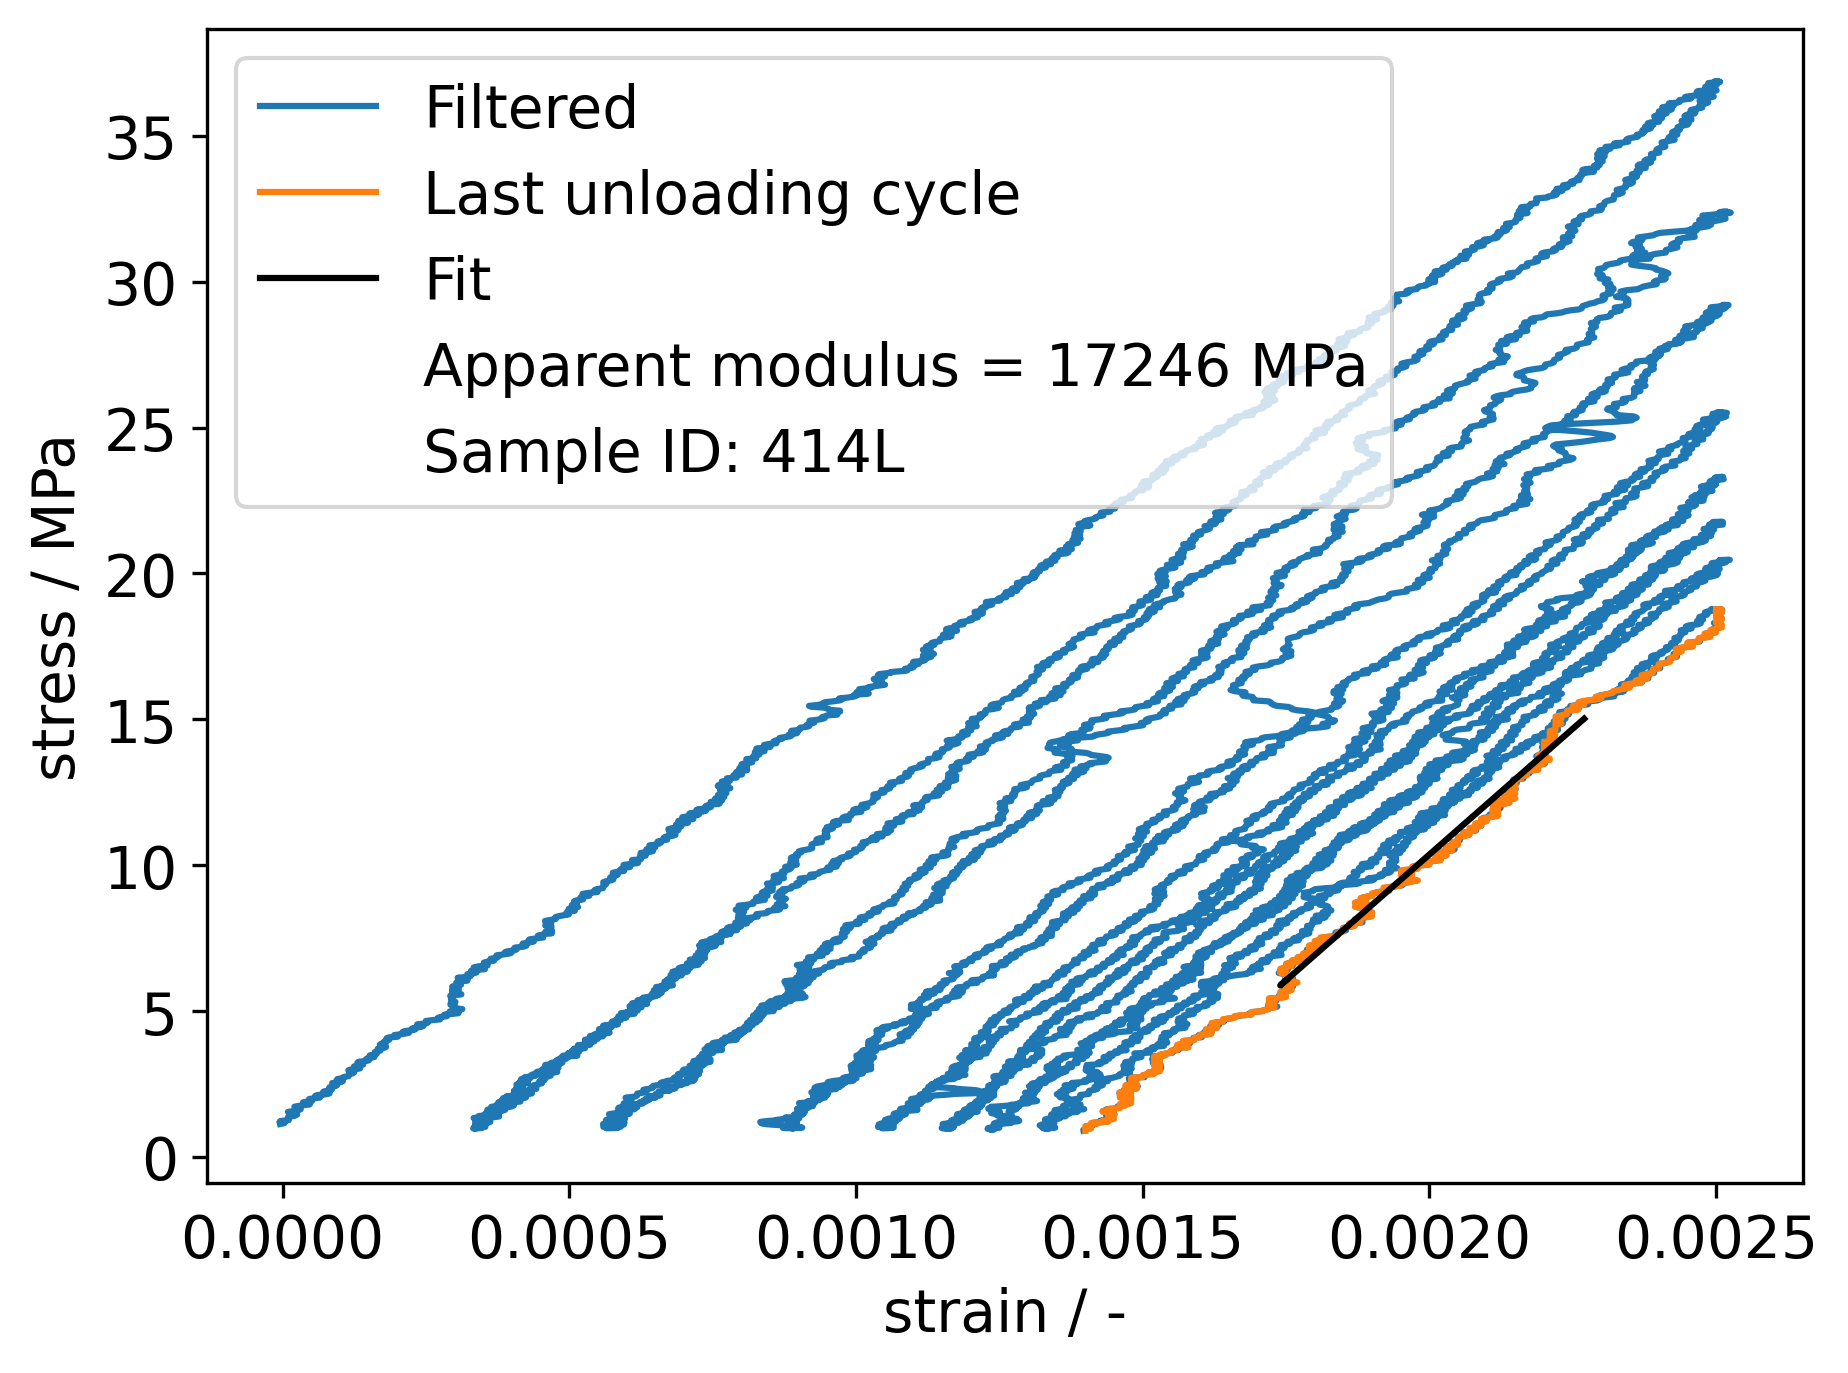 Filtered
Last unloading cycle
Fit
Apparent modulus = 17246 MPa
Sample ID: 414L
35
30
25
20
15
10
5
0
stress / MPa
0.0000 0.0005 0.0010 0.0015 0.0020 0.0025
strain / -